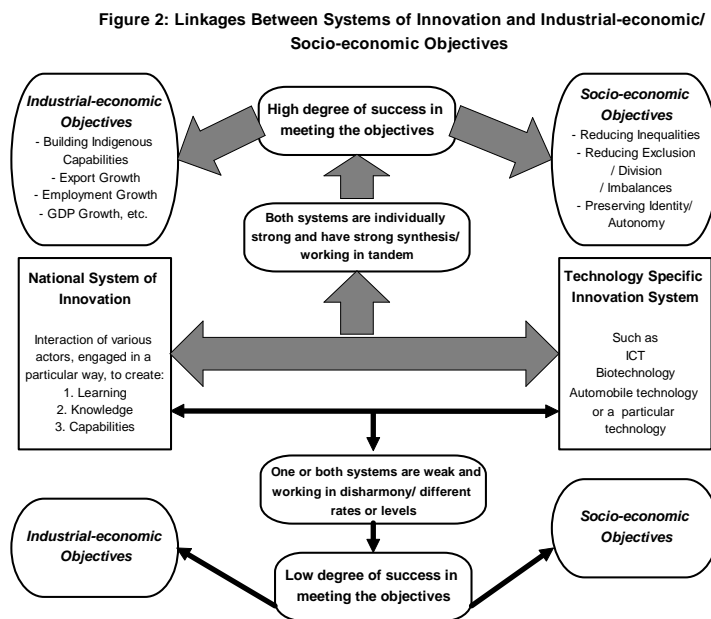 Figure 2: Linkages Between Systems of Innovation and Industrial-economic/
Socio-economic Objectives
Industrial-economic
Objectives
- Building Indigenous
Capabilities
- Export Growth
- Employment Growth
- GDP Growth, etc.
High degree of success in
meeting the objectives
Socio-economic
Objectives
- Reducing Inequalities
- Reducing Exclusion
/ Division
/ Imbalances
- Preserving Identity/
Autonomy
Both systems are individually
strong and have strong synthesis/
working in tandem
National System of
Innovation
Interaction of various
actors, engaged in a
particular way, to create:
1. Learning
2. Knowledge
3. Capabilities
Technology Specific
Innovation System
Such as
ICT
Biotechnology
Automobile technology
or a particular
technology
One or both systems are weak and
working in disharmony/ different
rates or levels
Industrial-economic
Objectives
Socio-economic
Objectives
Low degree of success in
meeting the objectives